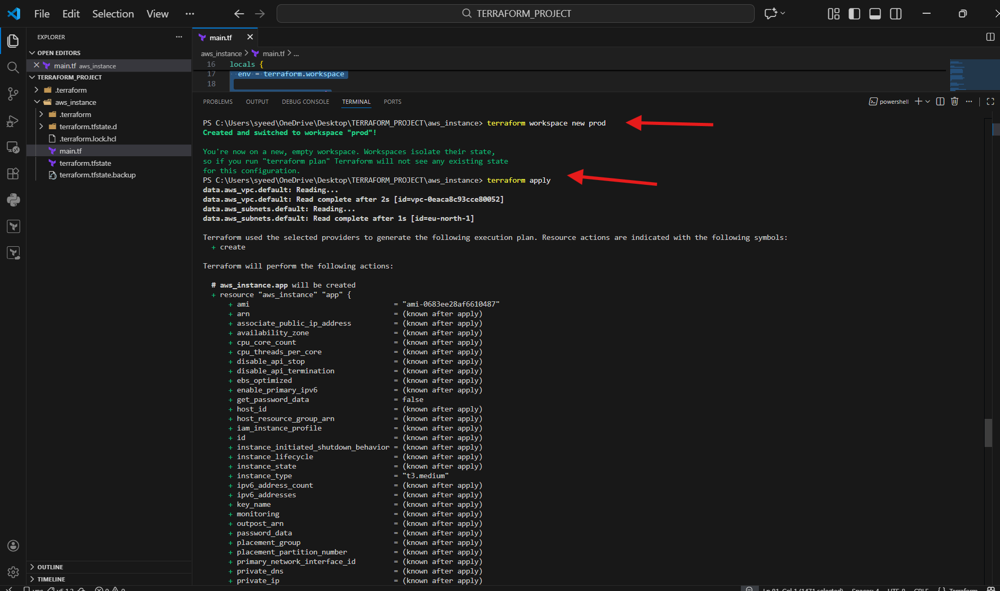 File Edit Selection View ···
TERRAFORM_PROJECT
EXPLORER
OPEN EDITORS
main.tf aws_instance
TERRAFORM_PROJECT
.terraform
aws_instance
.terraform
terraform.tfstate.d
.terraform.lock.hcl
main.tf
terraform.tfstate
terraform.tfstate.backup
OUTLINE
TIMELINE
main.tf
aws_instance > main.tf > ...
16 locals {
17 env = terraform.workspace
18
PROBLEMS OUTPUT DEBUG CONSOLE TERMINAL PORTS
powershell
PS C:\Users\syeed\OneDrive\Desktop\TERRAFORM_PROJECT\aws_instance> terraform workspace new prod
Created and switched to workspace "prod"!
You're now on a new, empty workspace. Workspaces isolate their state,
so if you run "terraform plan" Terraform will not see any existing state
for this configuration.
PS C:\Users\syeed\OneDrive\Desktop\TERRAFORM_PROJECT\aws_instance> terraform apply
data.aws_vpc.default: Reading...
data.aws_vpc.default: Read complete after 2s [id=vpc-0eaca8c93cce80052]
data.aws_subnets.default: Reading...
data.aws_subnets.default: Read complete after 1s [id=eu-north-1]
Terraform used the selected providers to generate the following execution plan. Resource actions are indicated with the following symbols:
+ create
Terraform will perform the following actions:
# aws_instance.app will be created
+ resource "aws_instance" "app" {
+ ami = "ami-0683ee28af6610487"
+ arn = (known after apply)
+ associate_public_ip_address = (known after apply)
+ availability_zone = (known after apply)
+ cpu_core_count = (known after apply)
+ cpu_threads_per_core = (known after apply)
+ disable_api_stop = (known after apply)
+ disable_api_termination = (known after apply)
+ ebs_optimized = (known after apply)
+ enable_primary_ipv6 = (known after apply)
+ get_password_data = false
+ host_id = (known after apply)
+ host_resource_group_arn = (known after apply)
+ iam_instance_profile = (known after apply)
+ id = (known after apply)
+ instance_initiated_shutdown_behavior = (known after apply)
+ instance_lifecycle = (known after apply)
+ instance_state = (known after apply)
+ instance_type = "t3.medium"
+ ipv6_address_count = (known after apply)
+ ipv6_addresses = (known after apply)
+ key_name = (known after apply)
+ monitoring = (known after apply)
+ outpost_arn = (known after apply)
+ password_data = (known after apply)
+ placement_group = (known after apply)
+ placement_partition_number = (known after apply)
+ primary_network_interface_id = (known after apply)
+ private_dns = (known after apply)
+ private_ip = (known after apply)
Ln 81, Col 1 (1471 selected) Spaces: 4 UTF-8 CRLF Terraform